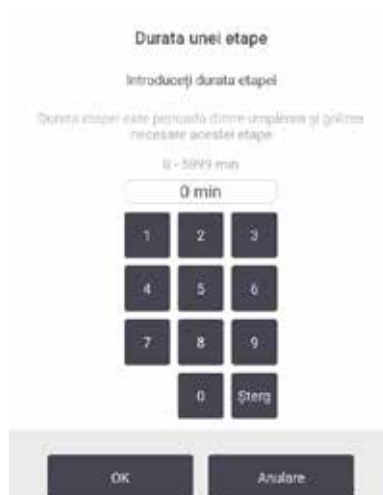 Durata unei etape
Introduceți durata etapei
Durata etapei este perioada dintre umplerea și golirea
necesare acestei etape
0 - 5999 min
0 min
1 2 3
4 5 6
7 8 9
0 Șterg
OK Anulare